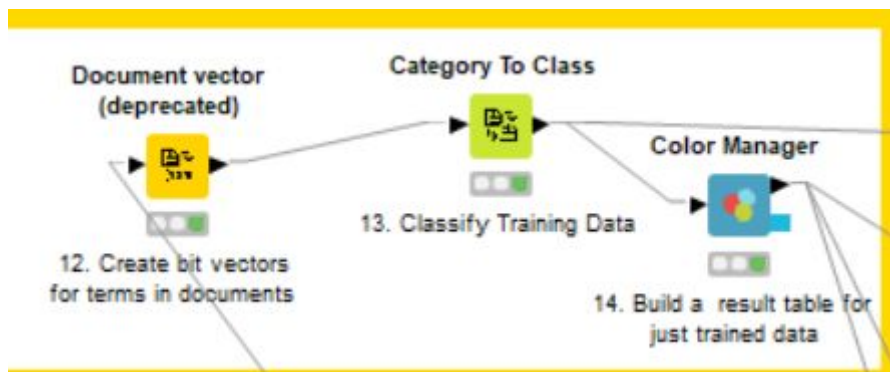 Document vector
(deprecated)
12. Create bit vectors
for terms in documents
Category To Class
13. Classify Training Data
Color Manager
14. Build a result table for
just trained data